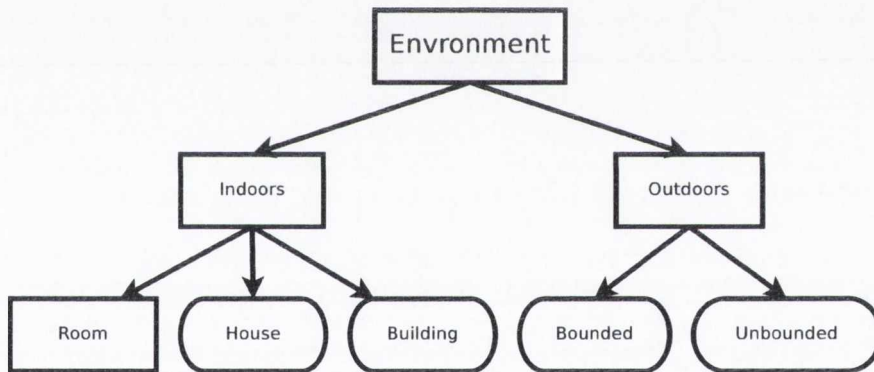 Envronment
Indoors
Outdoors
Room
House
Building
Bounded
Unbounded